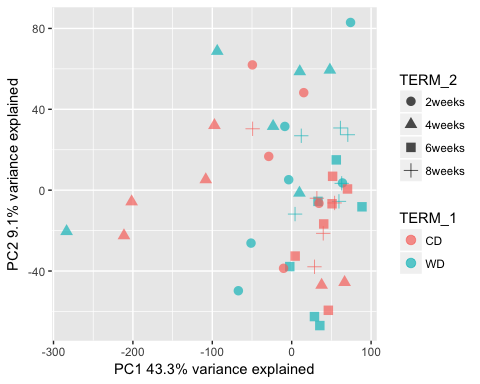 80
40
0
-40
-300
-200
-100
0
100
PC1 43.3% variance explained
PC2 9.1% variance explained
TERM_2
2weeks
4weeks
6weeks
8weeks
TERM_1
CD
WD